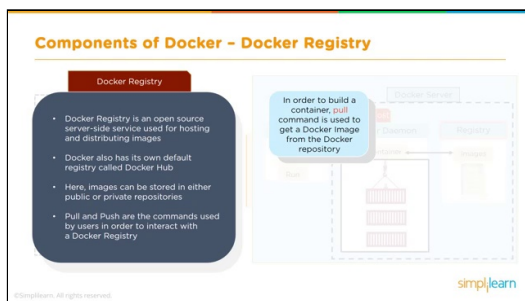 Components of Docker – Docker Registry
Docker Registry
• Docker Registry is an open source
server-side service used for hosting
and distributing images
• Docker also has its own default
registry called Docker Hub
• Here, images can be stored in either
public or private repositories
• Pull and Push are the commands used
by users in order to interact with
a Docker Registry
In order to build a
container, pull
command is used to
get a Docker Image
from the Docker
repository
Docker Server
Registry
Images
©Simplilearn. All rights reserved
simplilearn